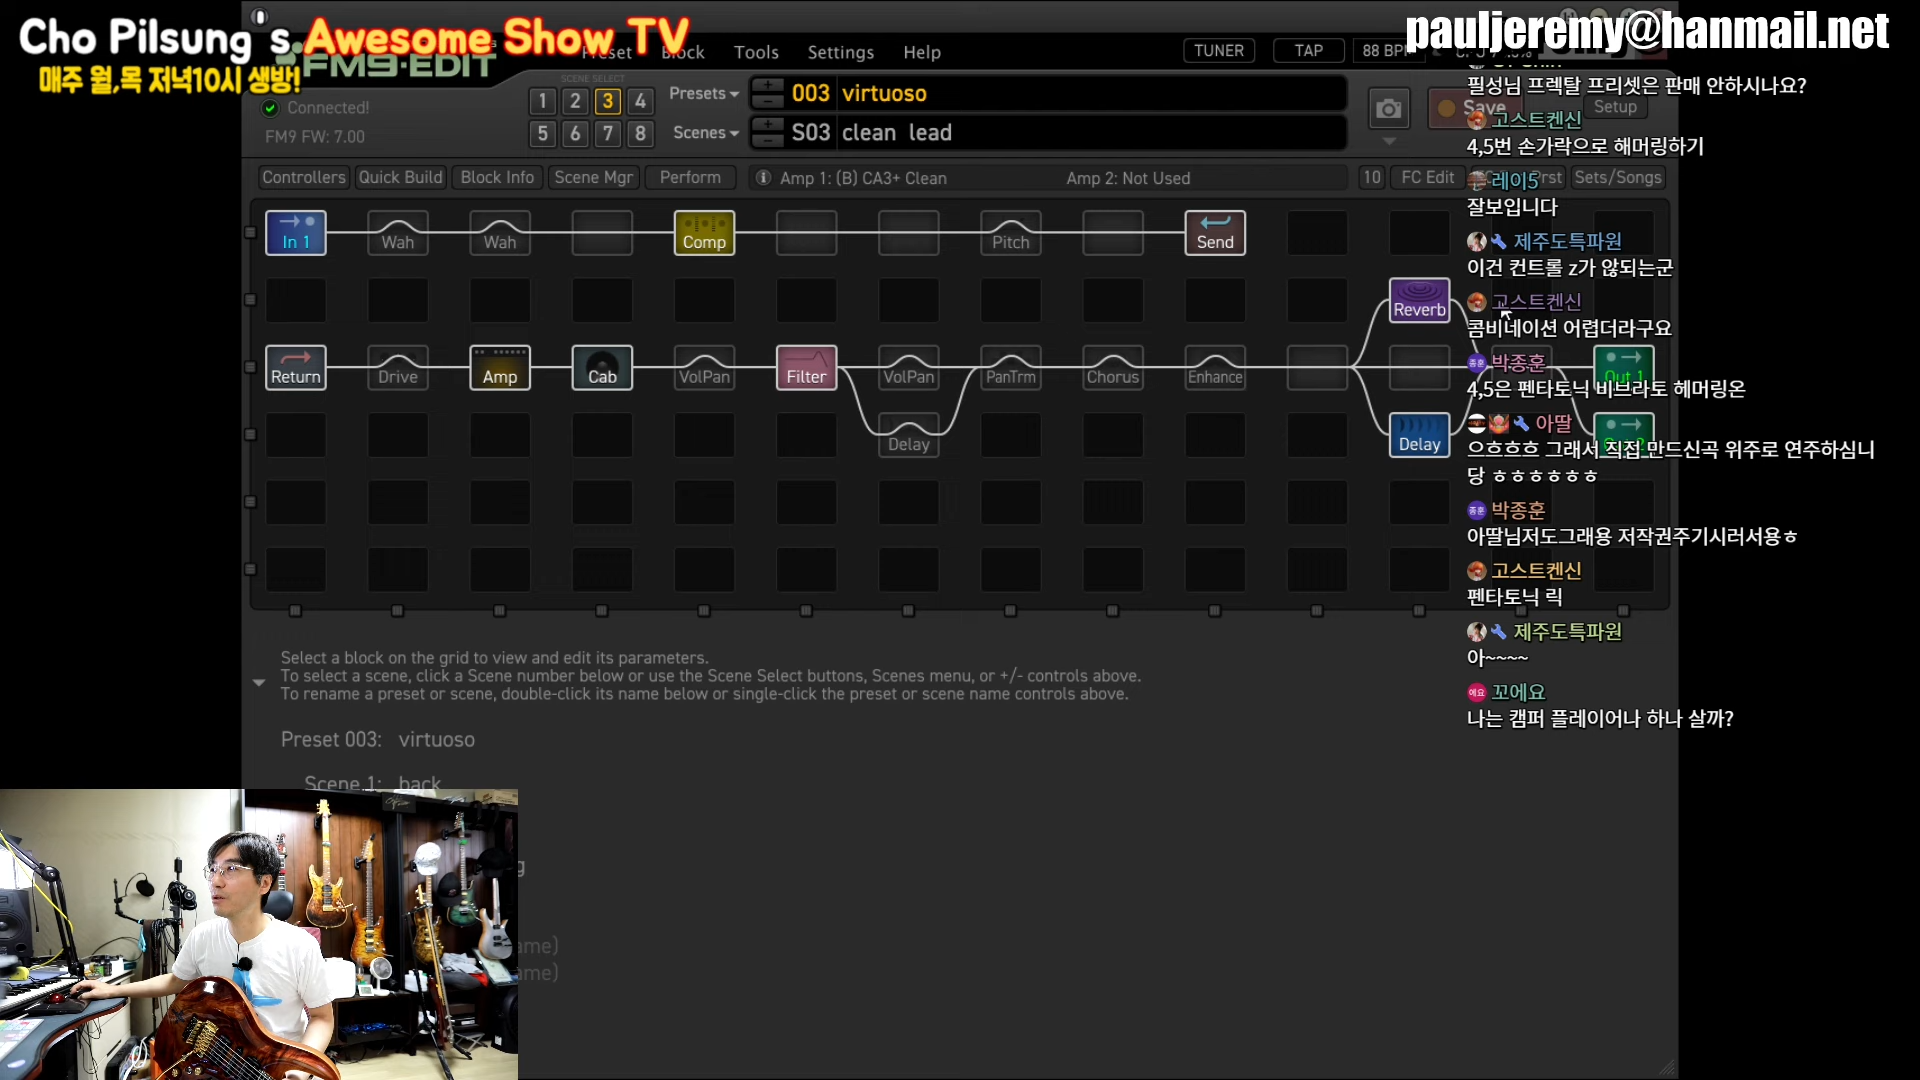 Cho Pilsung`s Awesome Show TV
매주 월,목 저녁10시 생방!
pauljeremy@hanmail.net
FM9-EDIT
Preset Block Tools Settings Help
TUNER TAP 88 BPM
Connected!
FM9 FW: 7.00
SCENE SELECT
1 2 3 4
5 6 7 8
Presets 003 virtuoso
Scenes S03 clean lead
Save Setup
Controllers Quick Build Block Info Scene Mgr Perform
Amp 1: (B) CA3+ Clean Amp 2: Not Used
10 FC Edit Sets/Songs
In 1 Wah Wah Comp Pitch Send
Reverb
Return Drive Amp Cab VolPan Filter VolPan PanTrm Chorus Enhance Out 1
Delay Delay
Select a block on the grid to view and edit its parameters.
To select a scene, click a Scene number below or use the Scene Select buttons, Scenes menu, or +/- controls above.
To rename a preset or scene, double-click its name below or single-click the preset or scene name controls above.
Preset 003: virtuoso
Scene 1: back
ame)
ame)
필성님 프렉탈 프리셋은 판매 안하시나요?
고스트켄신
4,5번 손가락으로 해머링하기
레이5
잘보입니다
제주도특파원
이건 컨트롤 z가 않되는군
고스트켄신
콤비네이션 어렵더라구요
박종훈
4,5은 펜타토닉 비브라토 헤머링온
아딸
으흐흐흐 그래서 직접 만드신곡 위주로 연주하심니
당 ㅎㅎㅎㅎㅎㅎ
박종훈
아딸님저도그래용 저작권주기시러서용ㅎ
고스트켄신
펜타토닉 릭
제주도특파원
아~~~~
꼬에요
나는 캠퍼 플레이어나 하나 살까?